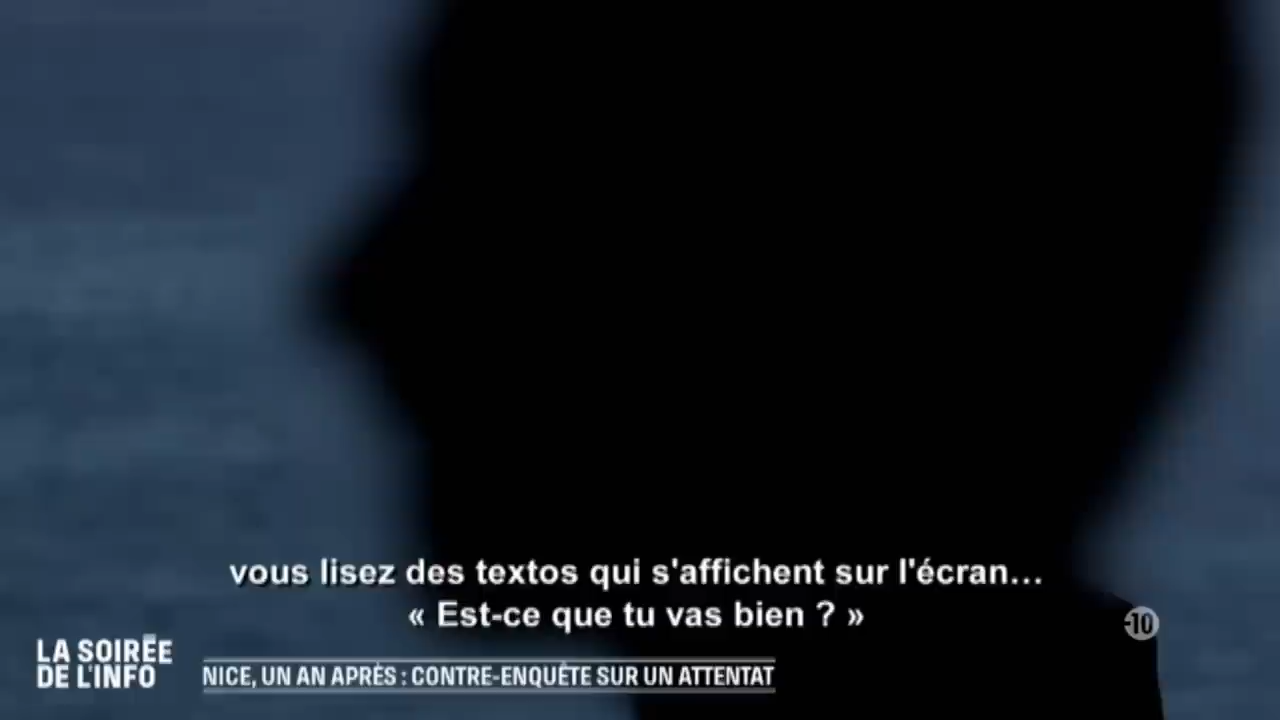 vous lisez des textos qui s'affichent sur l'écran...
« Est-ce que tu vas bien ? »
-10
LA SOIRÉE
DE L'INFO
NICE, UN AN APRÈS : CONTRE-ENQUÊTE SUR UN ATTENTAT